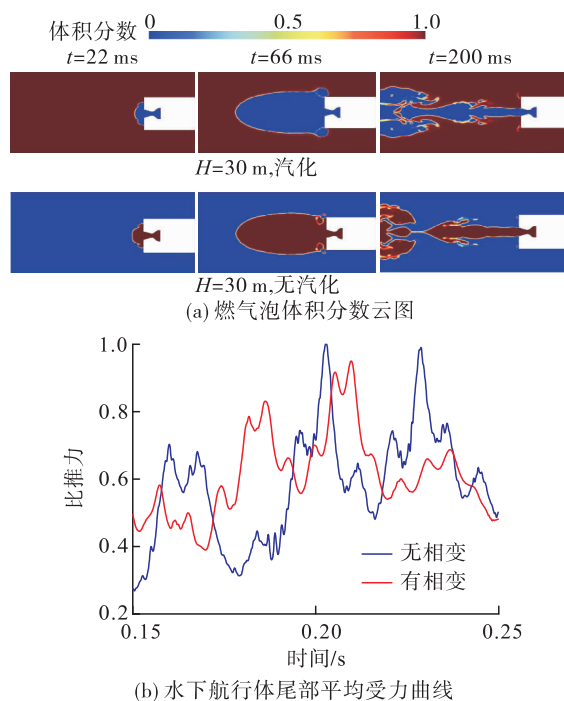 体积分数 0 0.5 1.0
t=22 ms t=66 ms t=200 ms
H=30 m,汽化
H=30 m,无汽化
(a) 燃气泡体积分数云图
1.0
0.8
0.6
0.4
0.2
比推力
无相变
有相变
0.15 0.20 0.25
时间/s
(b) 水下航行体尾部平均受力曲线